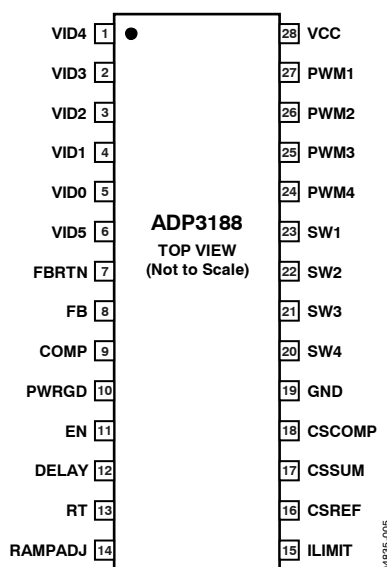 VID4 1 28 VCC
VID3 2 27 PWM1
VID2 3 26 PWM2
VID1 4 25 PWM3
VID0 5 24 PWM4
ADP3188
VID5 6 23 SW1
TOP VIEW
(Not to Scale)
FBRTN 7 22 SW2
FB 8 21 SW3
COMP 9 20 SW4
PWRGD 10 19 GND
EN 11 18 CSCOMP
DELAY 12 17 CSSUM
RT 13 16 CSREF
RAMPADJ 14 15 ILIMIT